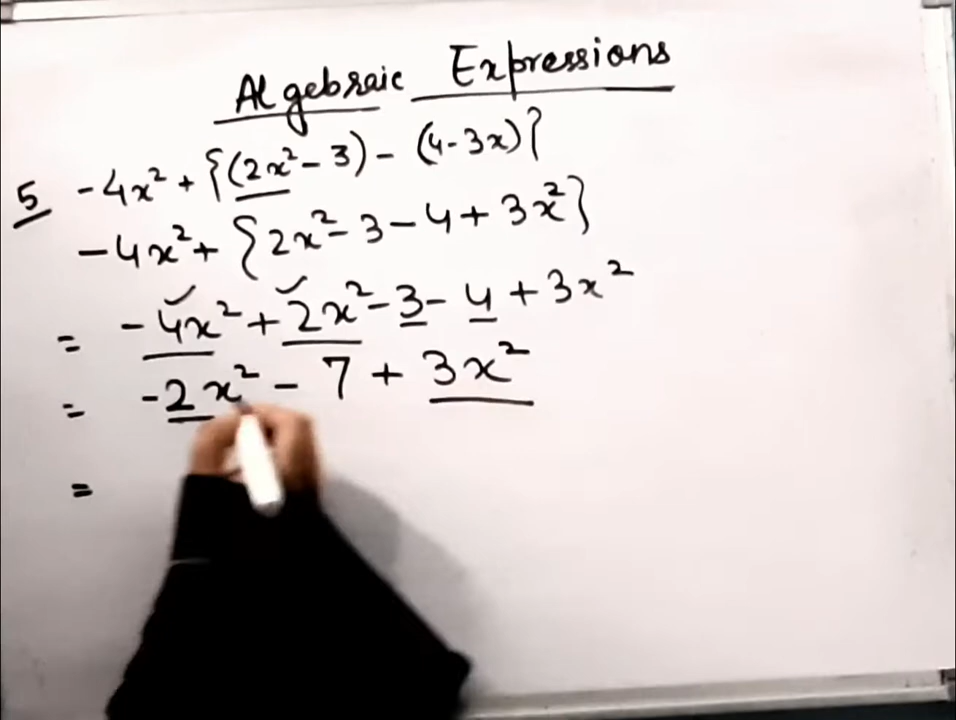 Algebraic Expressions
5 -4x² + {(2x² - 3) - (4-3x)}
-4x² + {2x² - 3 - 4 + 3x²}
= -4x² + 2x² - 3 - 4 + 3x²
= -2x² - 7 + 3x²
=